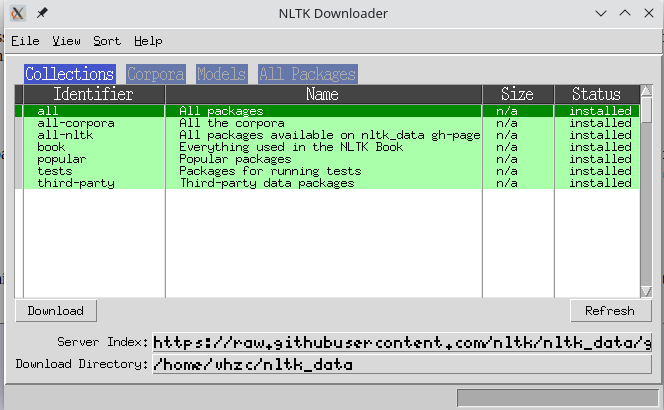 NLTK Downloader
File View Sort Help
Collections Corpora Models All Packages
Identifier Name Size Status
all All packages n/a installed
all-corpora All the corpora n/a installed
all-nltk All packages available on nltk_data gh-page n/a installed
book Everything used in the NLTK Book n/a installed
popular Popular packages n/a installed
tests Packages for running tests n/a installed
third-party Third-party data packages n/a installed
Download Refresh
Server Index: https://raw.githubusercontent.com/nltk/nltk_data/g
Download Directory: /home/vhzc/nltk_data